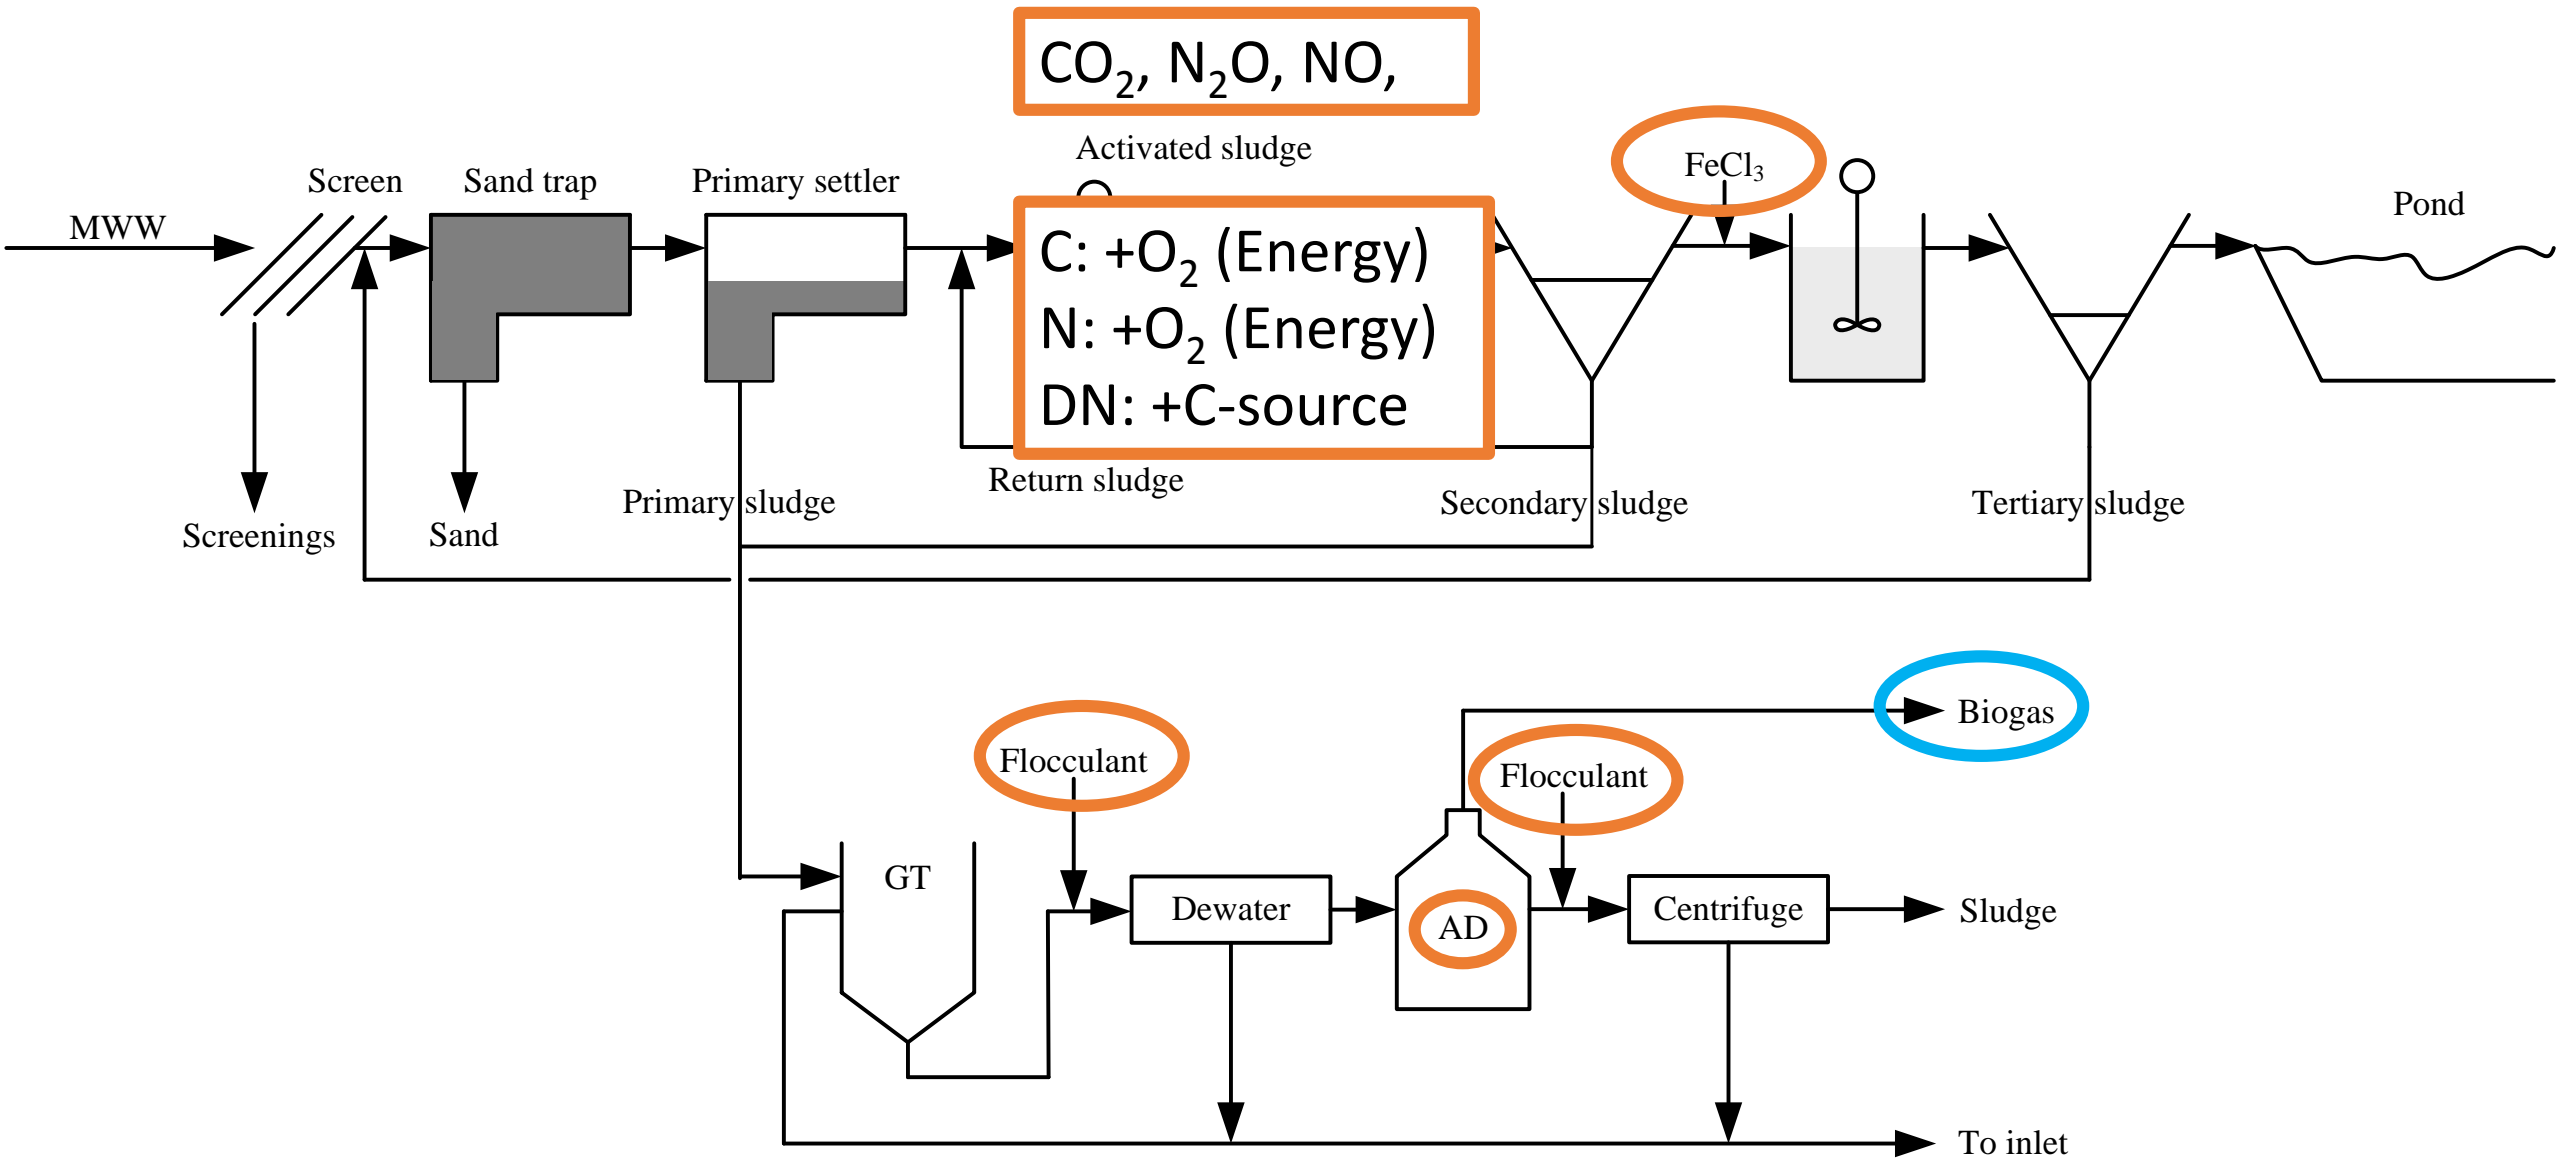 CO₂, N₂O, NO,
Activated sludge
FeCl₃
Screen
Sand trap
Primary settler
MWW
Pond
C: +O₂ (Energy)
N: +O₂ (Energy)
DN: +C-source
Return sludge
Primary sludge
Secondary sludge
Tertiary sludge
Screenings
Sand
Biogas
Flocculant
Flocculant
GT
Dewater
AD
Centrifuge
Sludge
To inlet